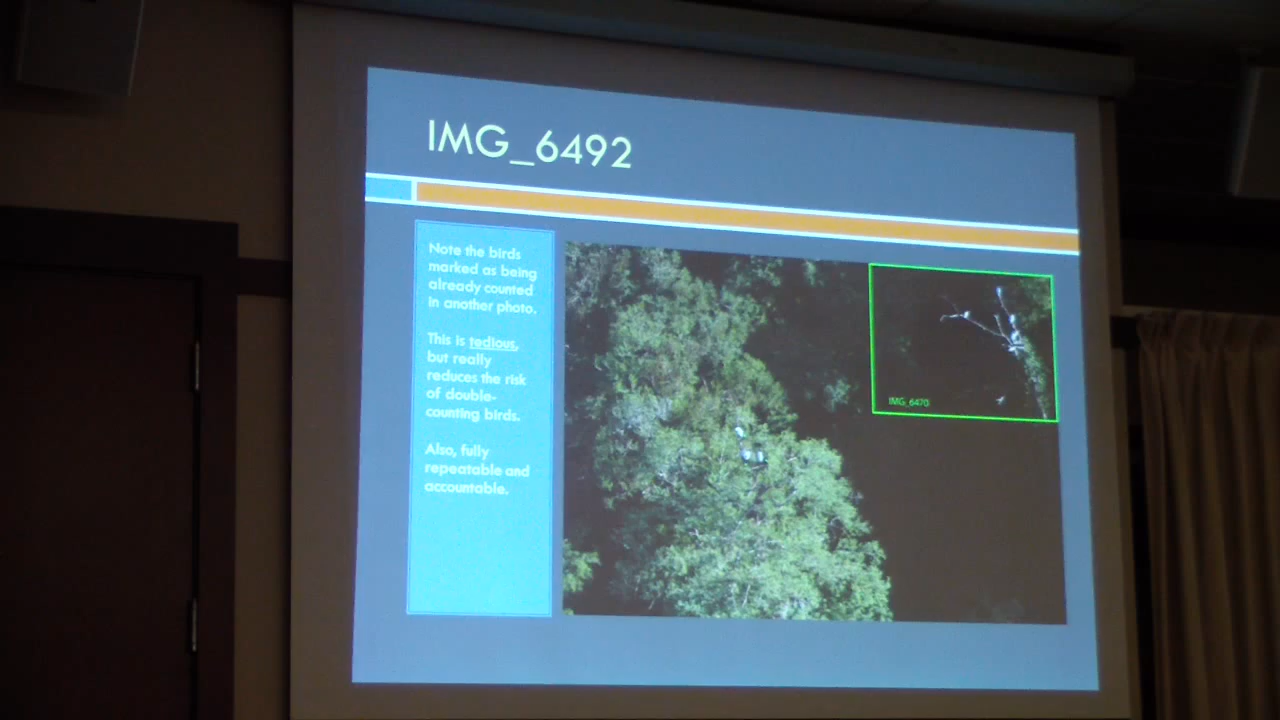 IMG_6492
Note the birds
marked as being
already counted
in another photo.
This is tedious,
but really
reduces the risk
of double-
counting birds.
Also, fully
repeatable and
accountable.
IMG_6470